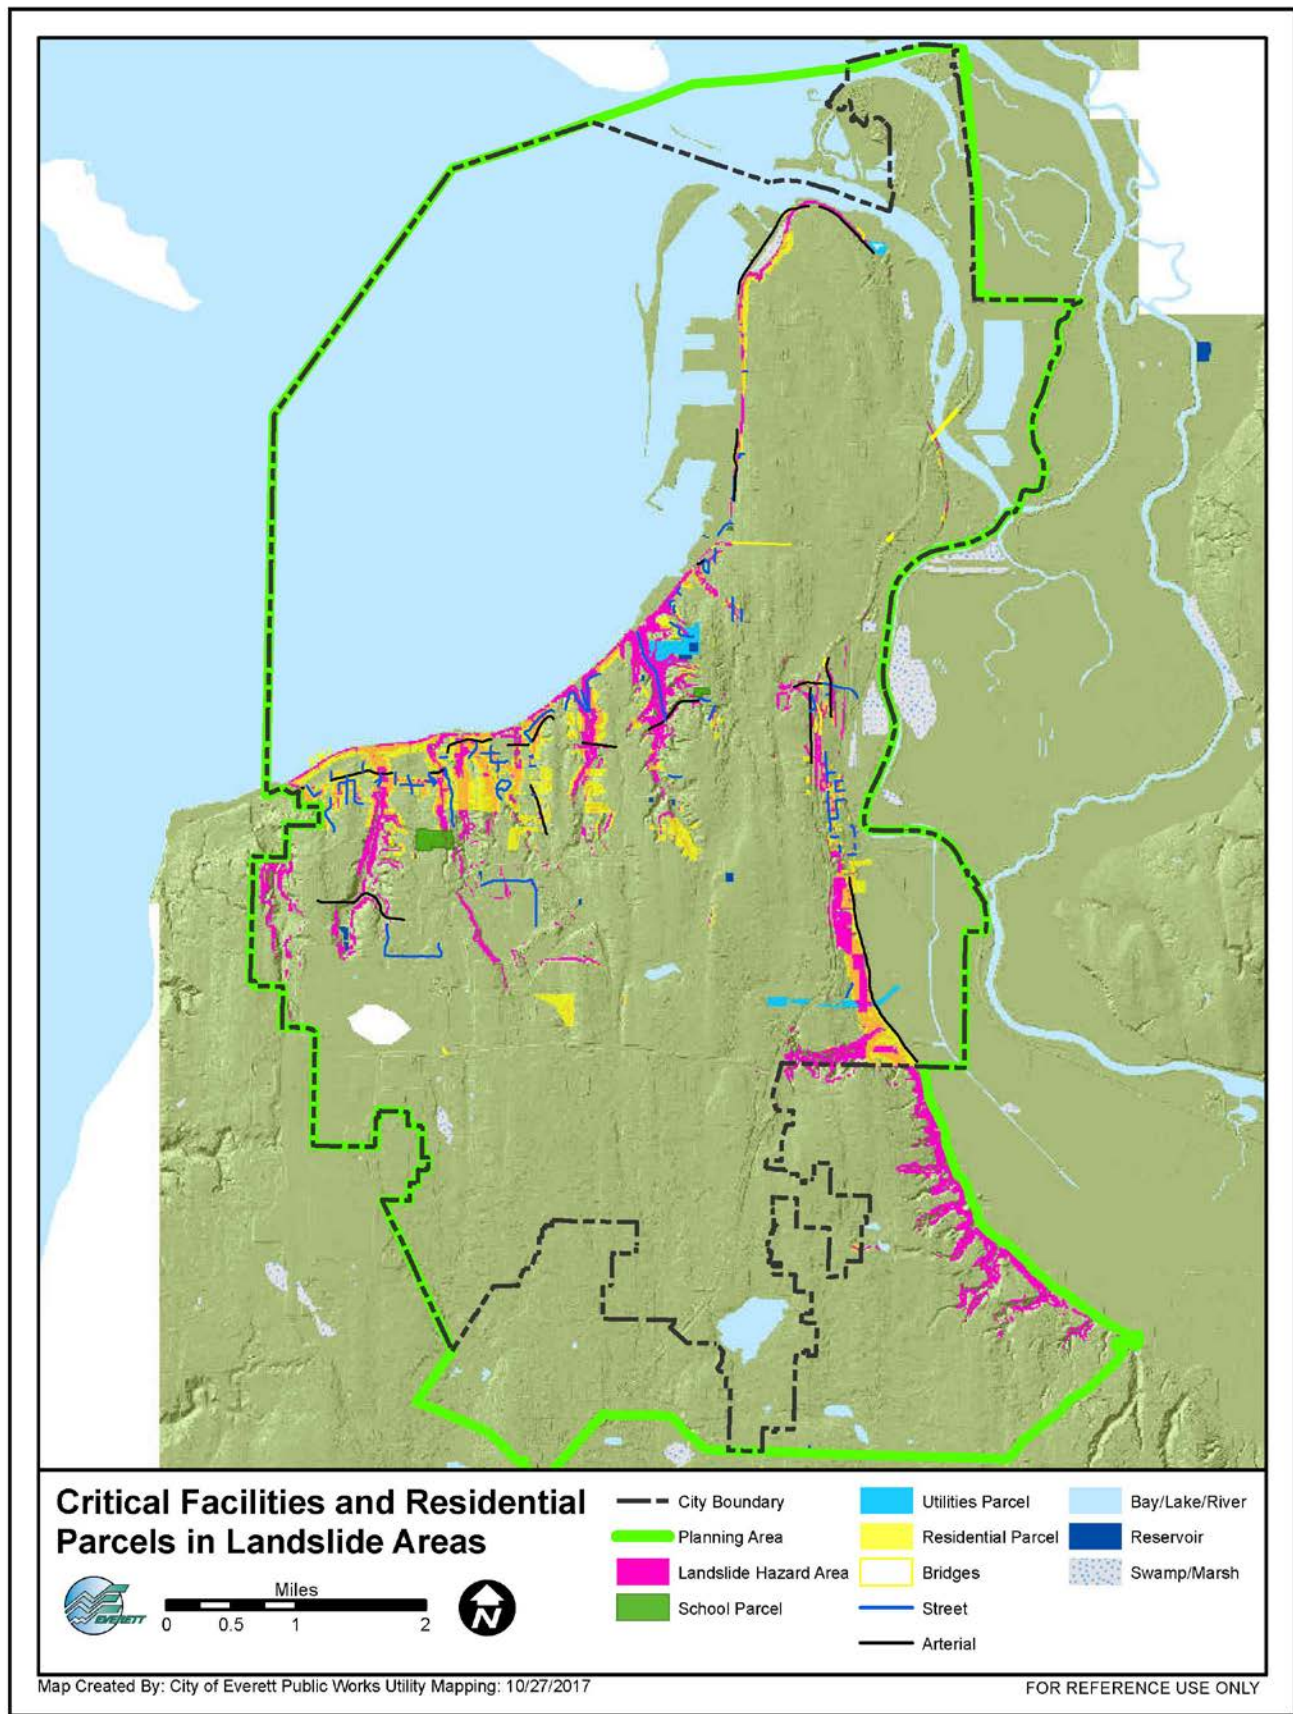 Critical Facilities and Residential
Parcels in Landslide Areas
EVERETT
Miles
0 0.5 1 2
N
City Boundary
Planning Area
Landslide Hazard Area
School Parcel
Utilities Parcel
Residential Parcel
Bridges
Street
Arterial
Bay/Lake/River
Reservoir
Swamp/Marsh
Map Created By: City of Everett Public Works Utility Mapping: 10/27/2017
FOR REFERENCE USE ONLY